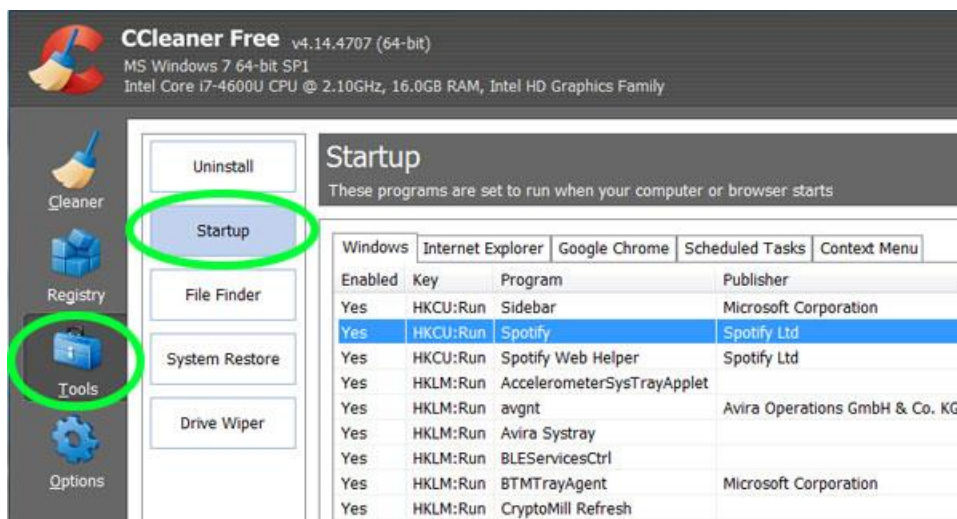 CCleaner Free v4.14.4707 (64-bit)
MS Windows 7 64-bit SP1
Intel Core i7-4600U CPU @ 2.10GHz, 16.0GB RAM, Intel HD Graphics Family
Cleaner
Registry
Tools
Options
Uninstall
Startup
File Finder
System Restore
Drive Wiper
Startup
These programs are set to run when your computer or browser starts
Windows Internet Explorer Google Chrome Scheduled Tasks Context Menu
Enabled Key Program Publisher
Yes HKCU:Run Sidebar Microsoft Corporation
Yes HKCU:Run Spotify Spotify Ltd
Yes HKCU:Run Spotify Web Helper Spotify Ltd
Yes HKLM:Run AccelerometerSysTrayApplet
Yes HKLM:Run avgnt Avira Operations GmbH & Co. KG
Yes HKLM:Run Avira Systray
Yes HKLM:Run BLEServicesCtrl
Yes HKLM:Run BTMTrayAgent Microsoft Corporation
Yes HKLM:Run CryptoMill Refresh